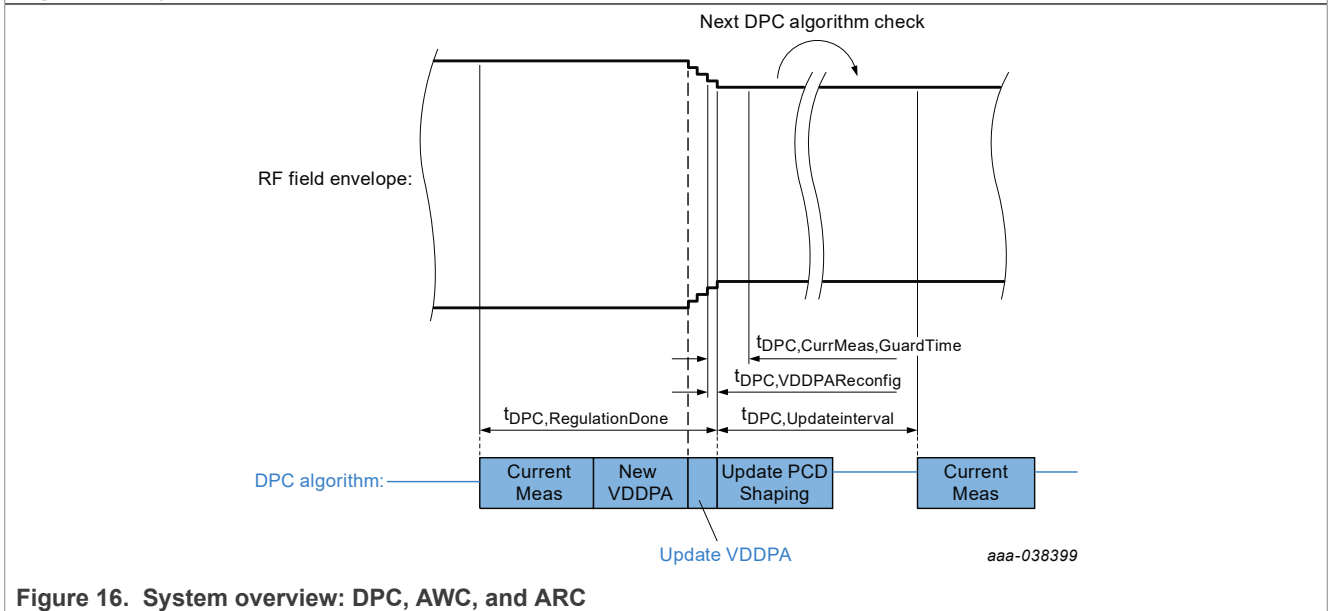 Next DPC algorithm check
RF field envelope:
tDPC,CurrMeas,GuardTime
tDPC,VDDPAReconfig
tDPC,RegulationDone
tDPC,Updateinterval
DPC algorithm:
Current
Meas
New
VDDPA
Update PCD
Shaping
Current
Meas
Update VDDPA
aaa-038399
Figure 16. System overview: DPC, AWC, and ARC